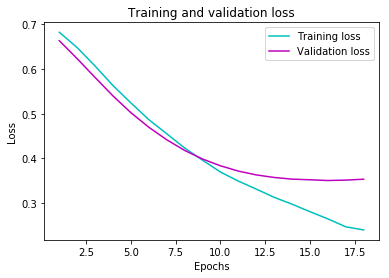 Training and validation loss
Training loss
Validation loss
0.7
0.6
0.5
0.4
0.3
Loss
2.5 5.0 7.5 10.0 12.5 15.0 17.5
Epochs